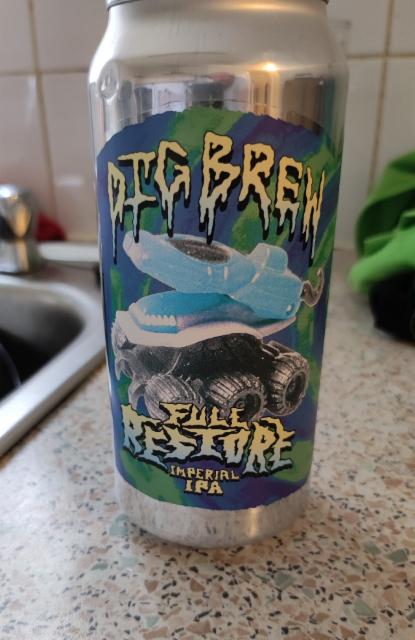 DIG BREW
FULL
RESTORE
IMPERIAL
IPA